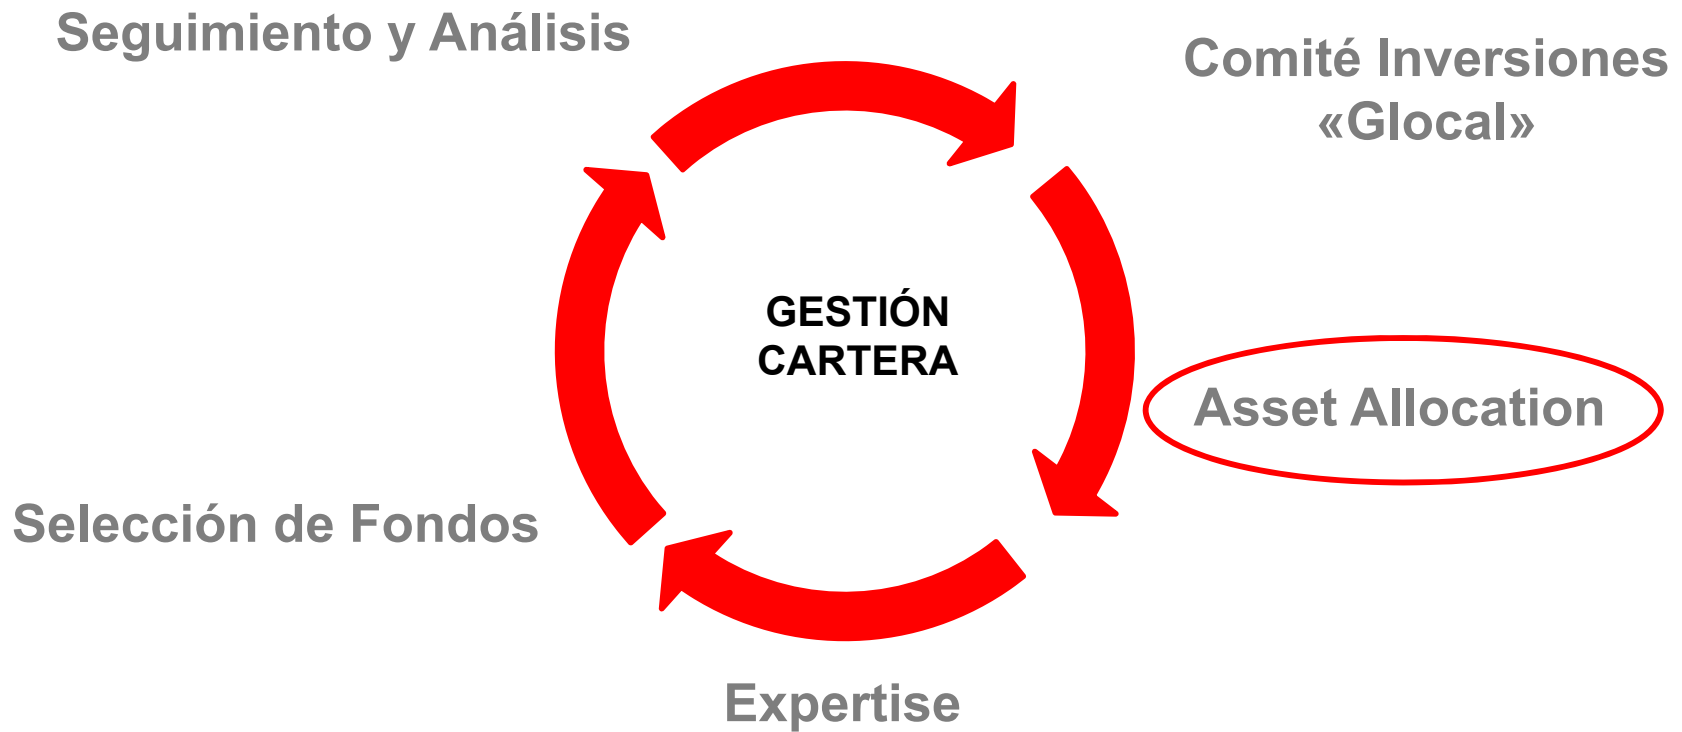 Seguimiento y Análisis
Comité Inversiones
«Glocal»
GESTIÓN
CARTERA
Asset Allocation
Selección de Fondos
Expertise